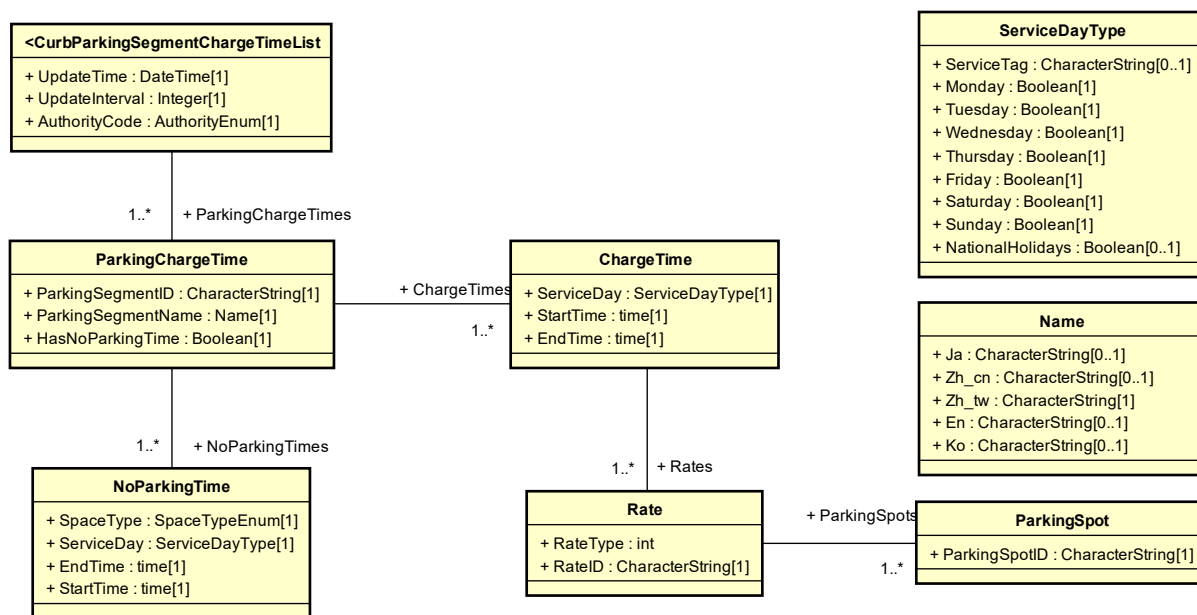 <CurbParkingSegmentChargeTimeList
+ UpdateTime : DateTime[1]
+ UpdateInterval : Integer[1]
+ AuthorityCode : AuthorityEnum[1]
1..*
+ ParkingChargeTimes
ParkingChargeTime
+ ParkingSegmentID : CharacterString[1]
+ ParkingSegmentName : Name[1]
+ HasNoParkingTime : Boolean[1]
+ ChargeTimes
1..*
ChargeTime
+ ServiceDay : ServiceDayType[1]
+ StartTime : time[1]
+ EndTime : time[1]
1..*
+ NoParkingTimes
NoParkingTime
+ SpaceType : SpaceTypeEnum[1]
+ ServiceDay : ServiceDayType[1]
+ EndTime : time[1]
+ StartTime : time[1]
1..*
+ Rates
Rate
+ RateType : int
+ RateID : CharacterString[1]
+ ParkingSpots
1..*
ParkingSpot
+ ParkingSpotID : CharacterString[1]
ServiceDayType
+ ServiceTag : CharacterString[0..1]
+ Monday : Boolean[1]
+ Tuesday : Boolean[1]
+ Wednesday : Boolean[1]
+ Thursday : Boolean[1]
+ Friday : Boolean[1]
+ Saturday : Boolean[1]
+ Sunday : Boolean[1]
+ NationalHolidays : Boolean[0..1]
Name
+ Ja : CharacterString[0..1]
+ Zh_cn : CharacterString[0..1]
+ Zh_tw : CharacterString[1]
+ En : CharacterString[0..1]
+ Ko : CharacterString[0..1]